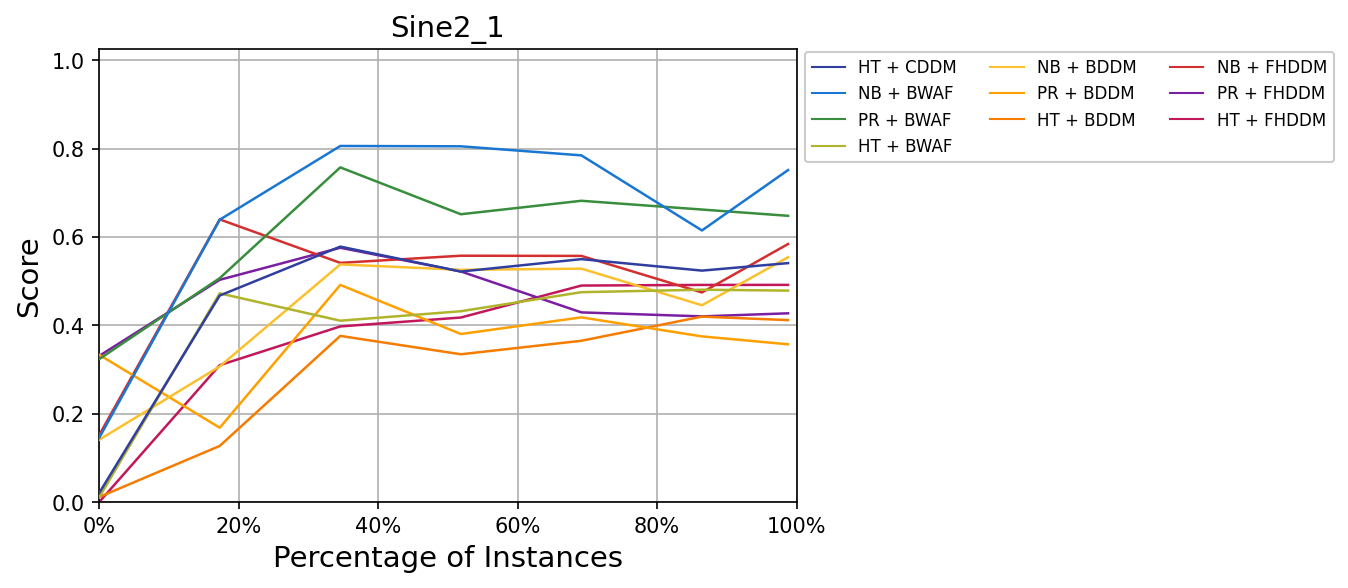 Sine2_1
Score
1.0
0.8
0.6
0.4
0.2
0.0
0% 20% 40% 60% 80% 100%
Percentage of Instances
HT + CDDM
NB + BWAF
PR + BWAF
HT + BWAF
NB + BDDM
PR + BDDM
HT + BDDM
NB + FHDDM
PR + FHDDM
HT + FHDDM